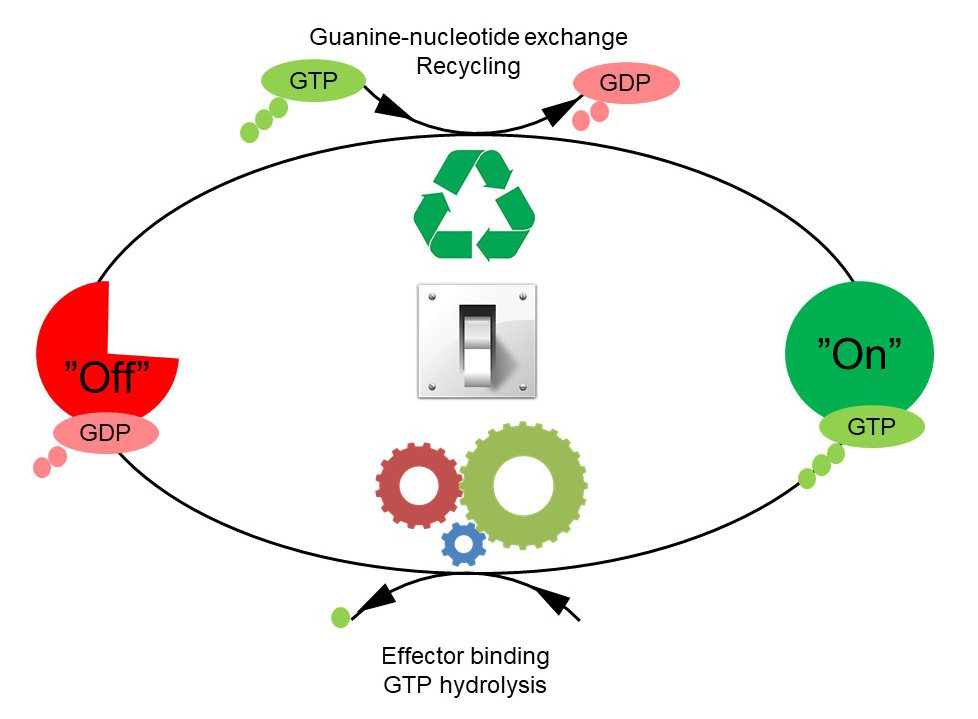 Guanine-nucleotide exchange
Recycling
GTP
GDP
”Off”
GDP
”On”
GTP
Effector binding
GTP hydrolysis